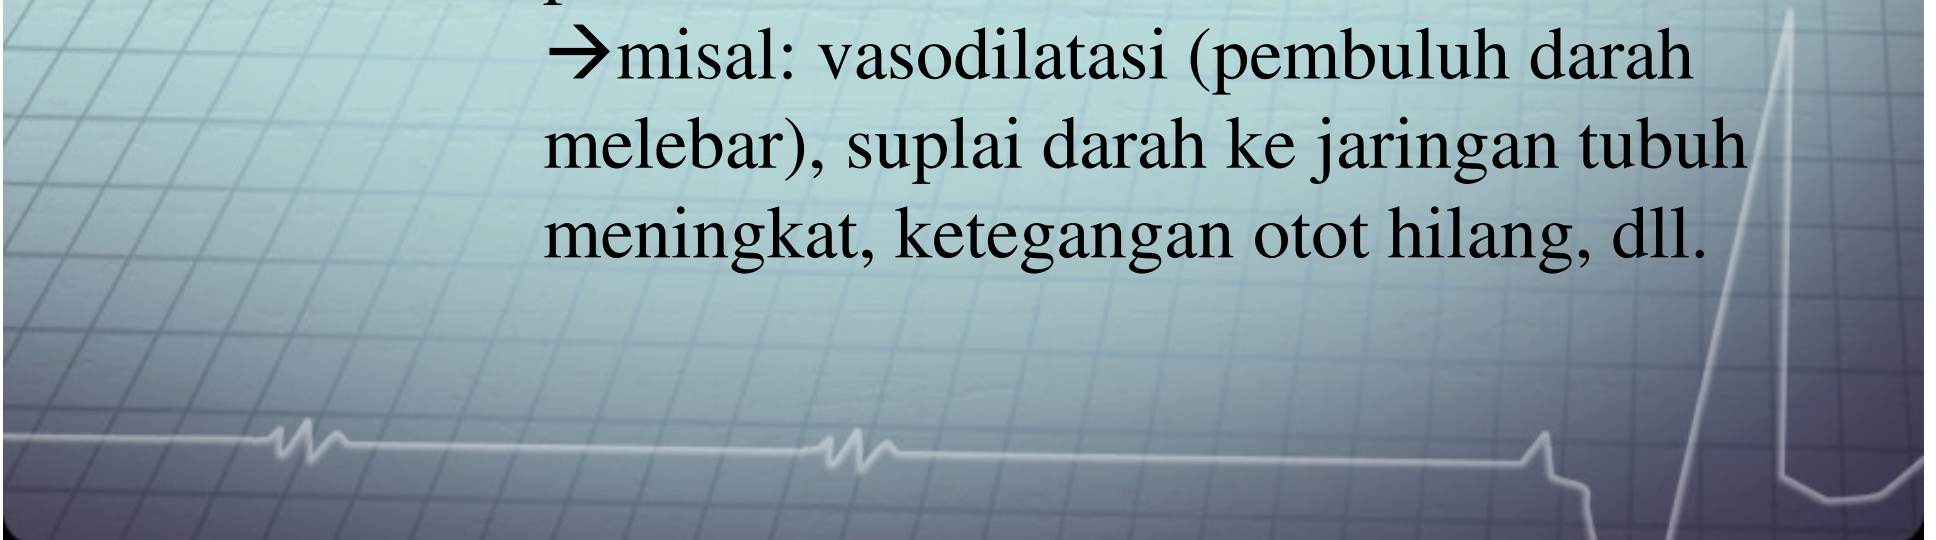 →misal: vasodilatasi (pembuluh darah
melebar), suplai darah ke jaringan tubuh
meningkat, ketegangan otot hilang, dll.